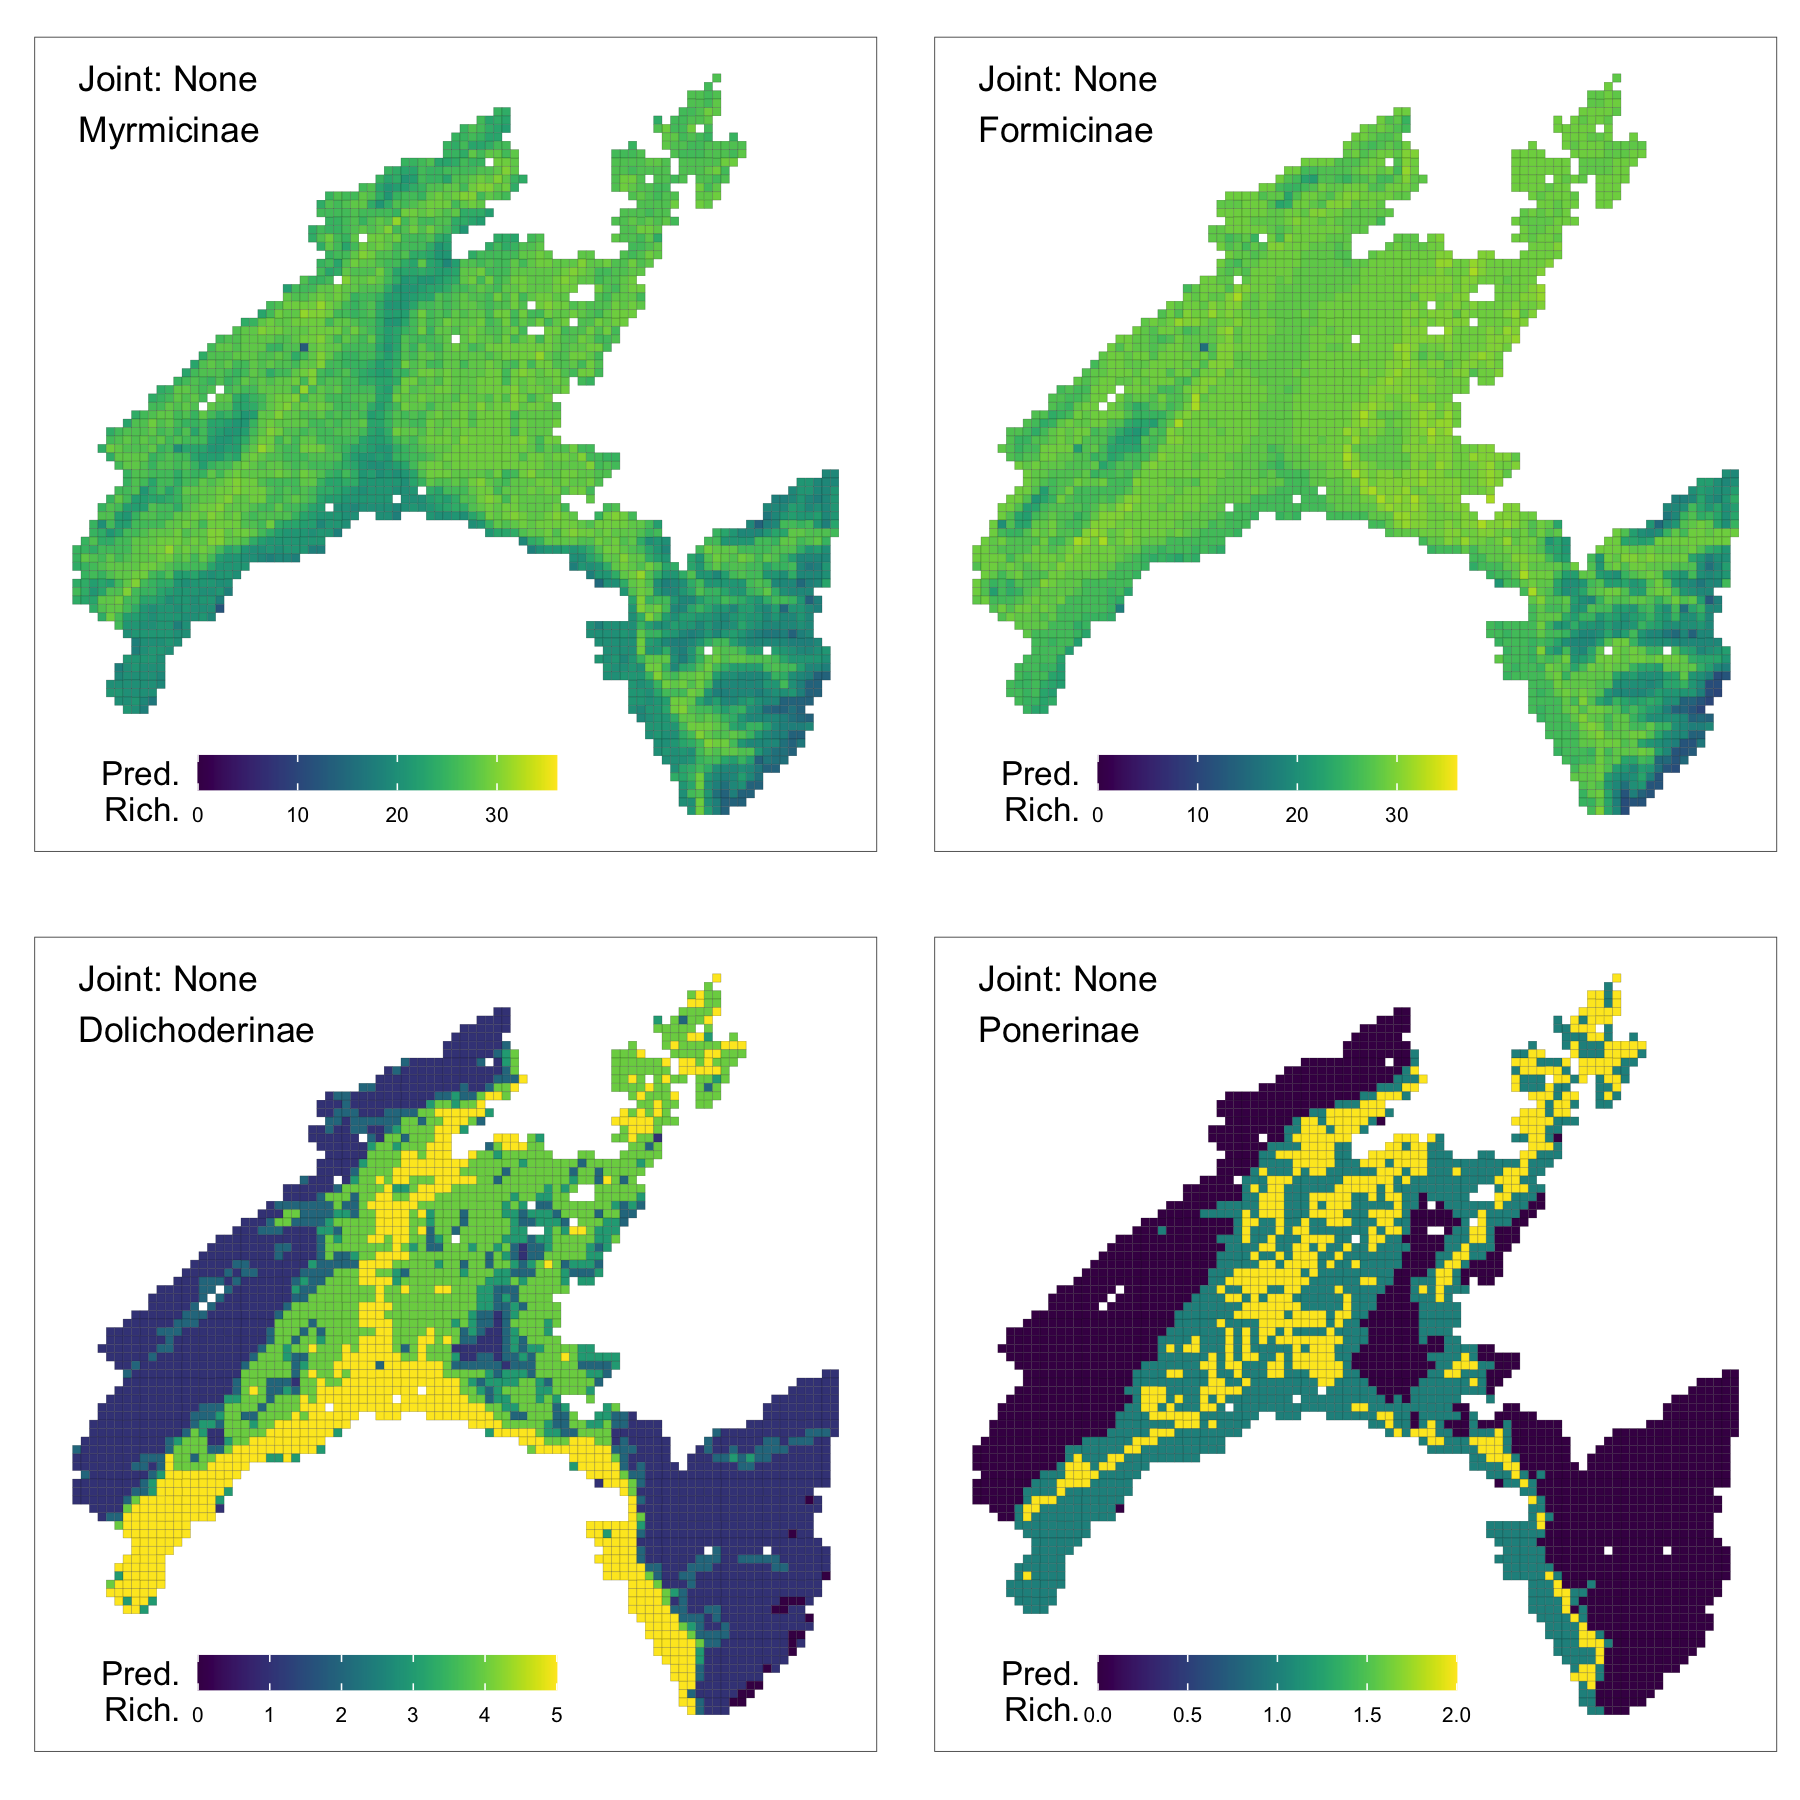 Joint: None
Myrmicinae
Pred.
Rich.
0 10 20 30
Joint: None
Formicinae
Pred.
Rich.
0 10 20 30
Joint: None
Dolichoderinae
Pred.
Rich.
0 1 2 3 4 5
Joint: None
Ponerinae
Pred.
Rich.
0.0 0.5 1.0 1.5 2.0